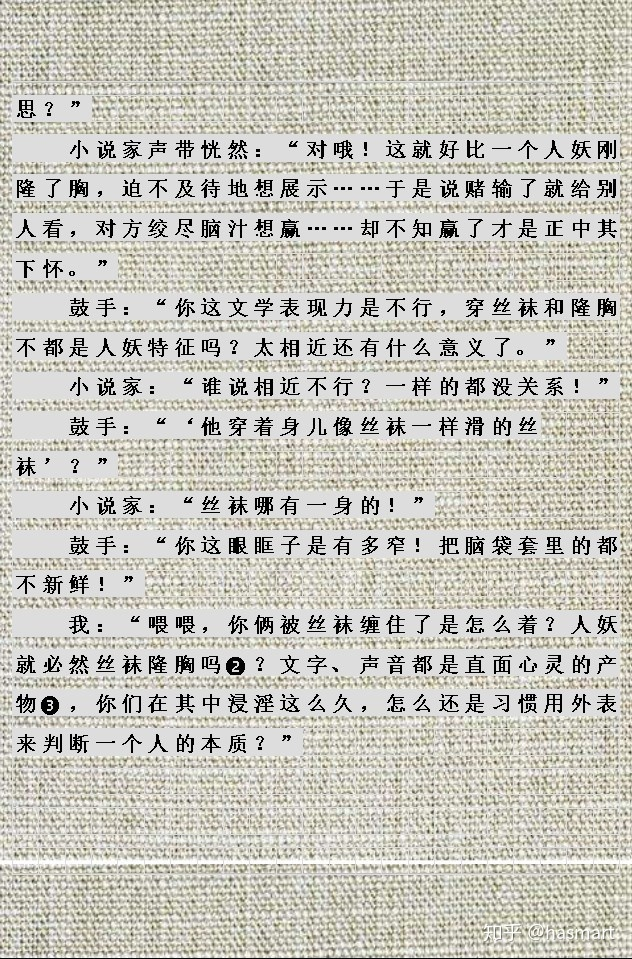 思？”
小说家声带恍然：“对哦！这就好比一个人妖刚
隆了胸，迫不及待地想展示……于是说赌输了就给别
人看，对方绞尽脑汁想赢……却不知赢了才是正中其
下怀。”
鼓手：“你这文学表现力是不行，穿丝袜和隆胸
不都是人妖特征吗？太相近还有什么意义了。”
小说家：“谁说相近不行？一样的都没关系！”
鼓手：“‘他穿着身儿像丝袜一样滑的丝
袜’？”
小说家：“丝袜哪有一身的！”
鼓手：“你这眼眶子是有多窄！把脑袋套里的都
不新鲜！”
我：“喂喂，你俩被丝袜缠住了是怎么着？人妖
就必然丝袜隆胸吗❷？文字、声音都是直面心灵的产
物❸，你们在其中浸淫这么久，怎么还是习惯用外表
来判断一个人的本质？”
知乎 @hasmart